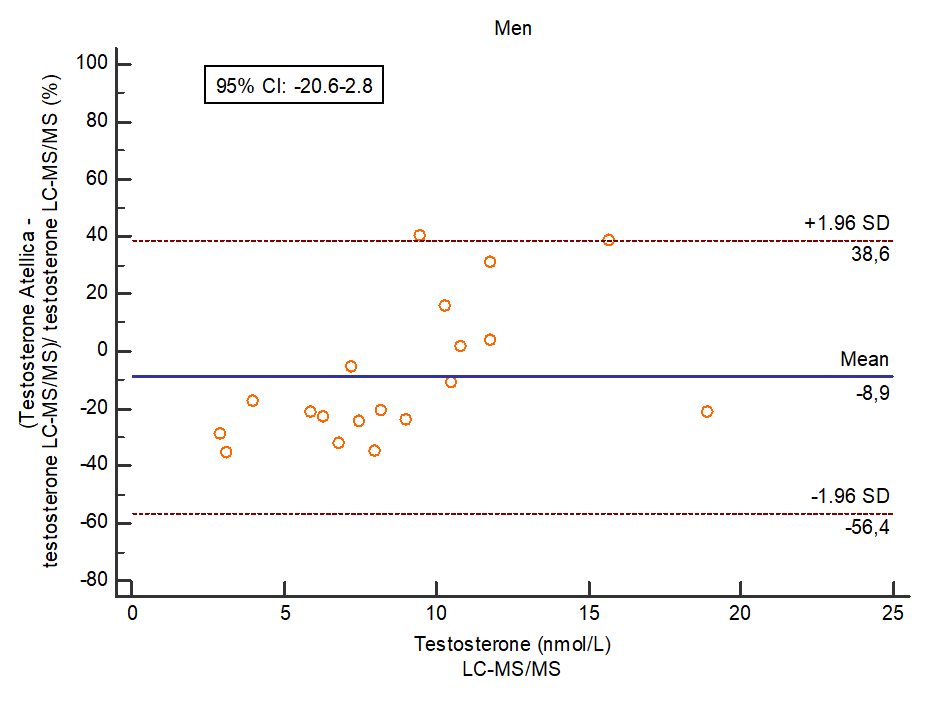 Men
95% CI: -20.6-2.8
(Testosterone Atellica -
testosterone LC-MS/MS)/ testosterone LC-MS/MS (%)
100
80
60
40
20
0
-20
-40
-60
-80
+1.96 SD
38,6
Mean
-8,9
-1.96 SD
-56,4
0 5 10 15 20 25
Testosterone (nmol/L)
LC-MS/MS